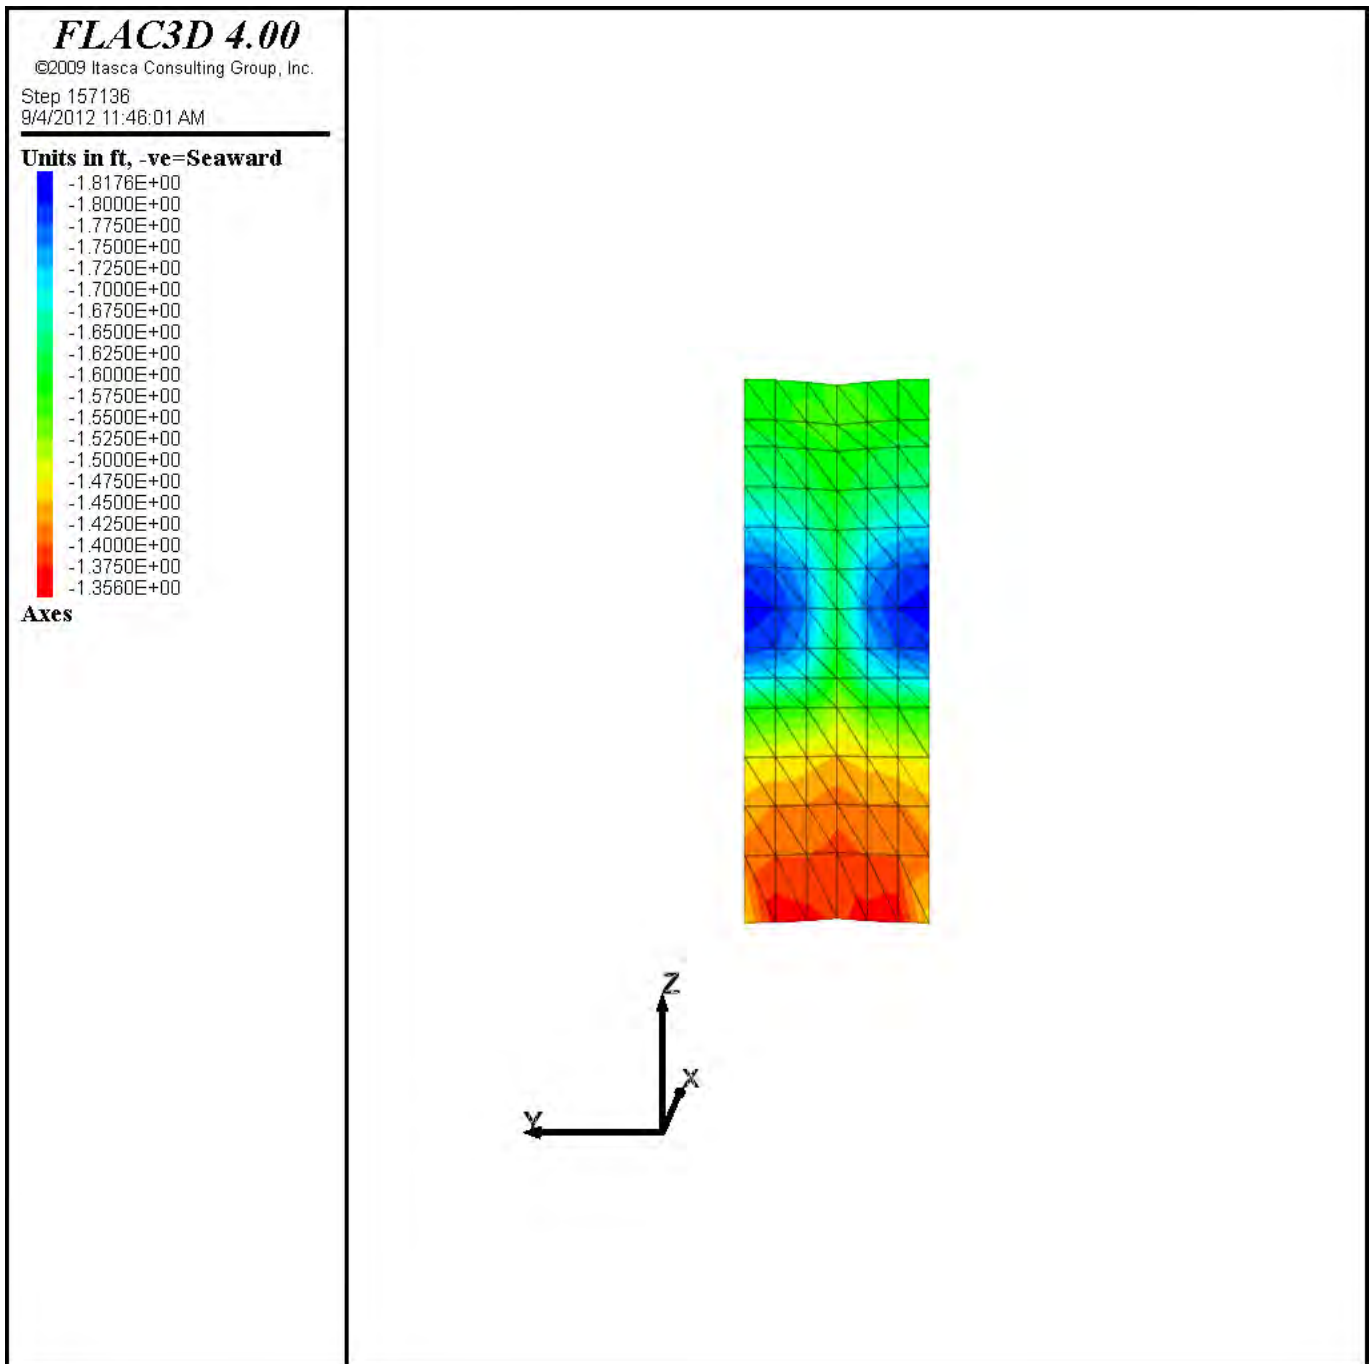 FLAC3D 4.00
©2009 Itasca Consulting Group, Inc.
Step 157136
9/4/2012 11:46:01 AM
Units in ft, -ve=Seaward
-1.8176E+00
-1.8000E+00
-1.7750E+00
-1.7500E+00
-1.7250E+00
-1.7000E+00
-1.6750E+00
-1.6500E+00
-1.6250E+00
-1.6000E+00
-1.5750E+00
-1.5500E+00
-1.5250E+00
-1.5000E+00
-1.4750E+00
-1.4500E+00
-1.4250E+00
-1.4000E+00
-1.3750E+00
-1.3560E+00
Axes
Z
X
Y